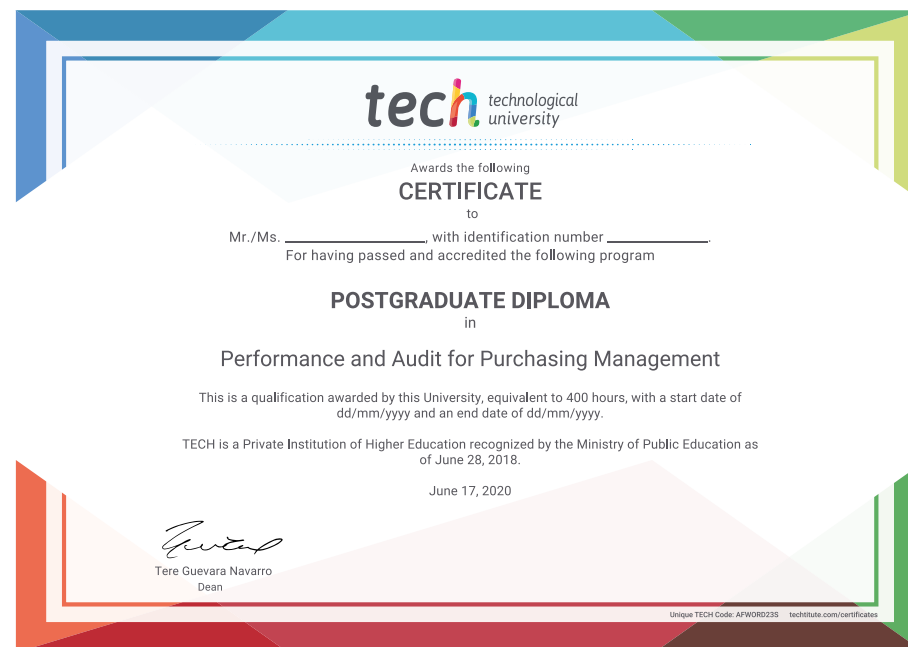 tech technological
university
Awards the following
CERTIFICATE
to
Mr./Ms. ____________________, with identification number ______________.
For having passed and accredited the following program
POSTGRADUATE DIPLOMA
in
Performance and Audit for Purchasing Management
This is a qualification awarded by this University, equivalent to 400 hours, with a start date of
dd/mm/yyyy and an end date of dd/mm/yyyy.
TECH is a Private Institution of Higher Education recognized by the Ministry of Public Education as
of June 28, 2018.
June 17, 2020
Tere Guevara Navarro
Dean
Unique TECH Code: AFWORD23S techtitute.com/certificates